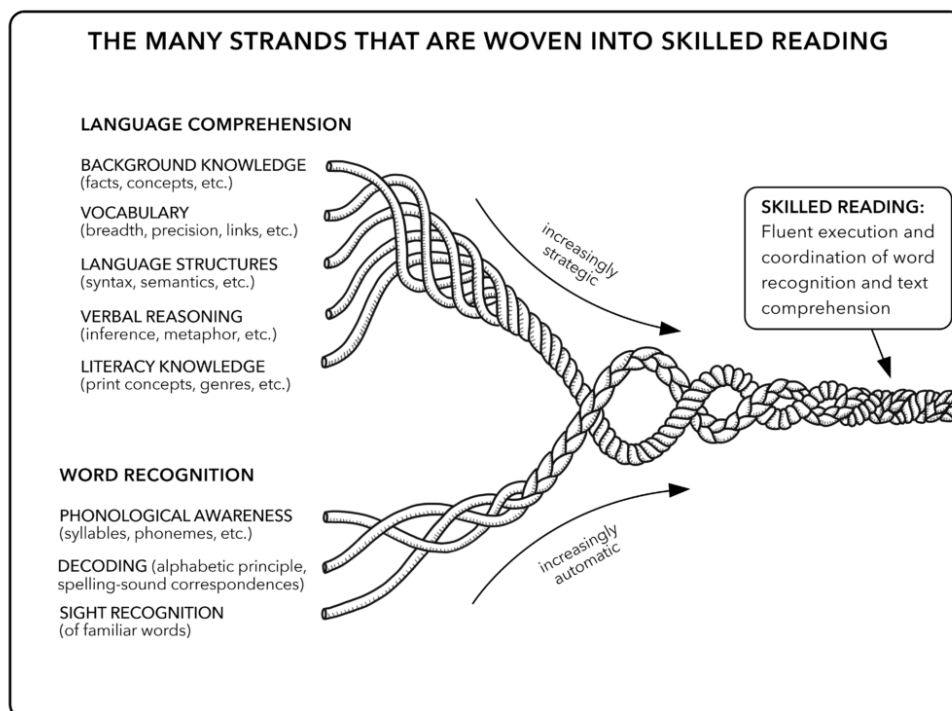 THE MANY STRANDS THAT ARE WOVEN INTO SKILLED READING
LANGUAGE COMPREHENSION
BACKGROUND KNOWLEDGE
(facts, concepts, etc.)
VOCABULARY
(breadth, precision, links, etc.)
LANGUAGE STRUCTURES
(syntax, semantics, etc.)
VERBAL REASONING
(inference, metaphor, etc.)
LITERACY KNOWLEDGE
(print concepts, genres, etc.)
increasingly
strategic
SKILLED READING:
Fluent execution and
coordination of word
recognition and text
comprehension
WORD RECOGNITION
PHONOLOGICAL AWARENESS
(syllables, phonemes, etc.)
DECODING (alphabetic principle,
spelling-sound correspondences)
SIGHT RECOGNITION
(of familiar words)
increasingly
automatic